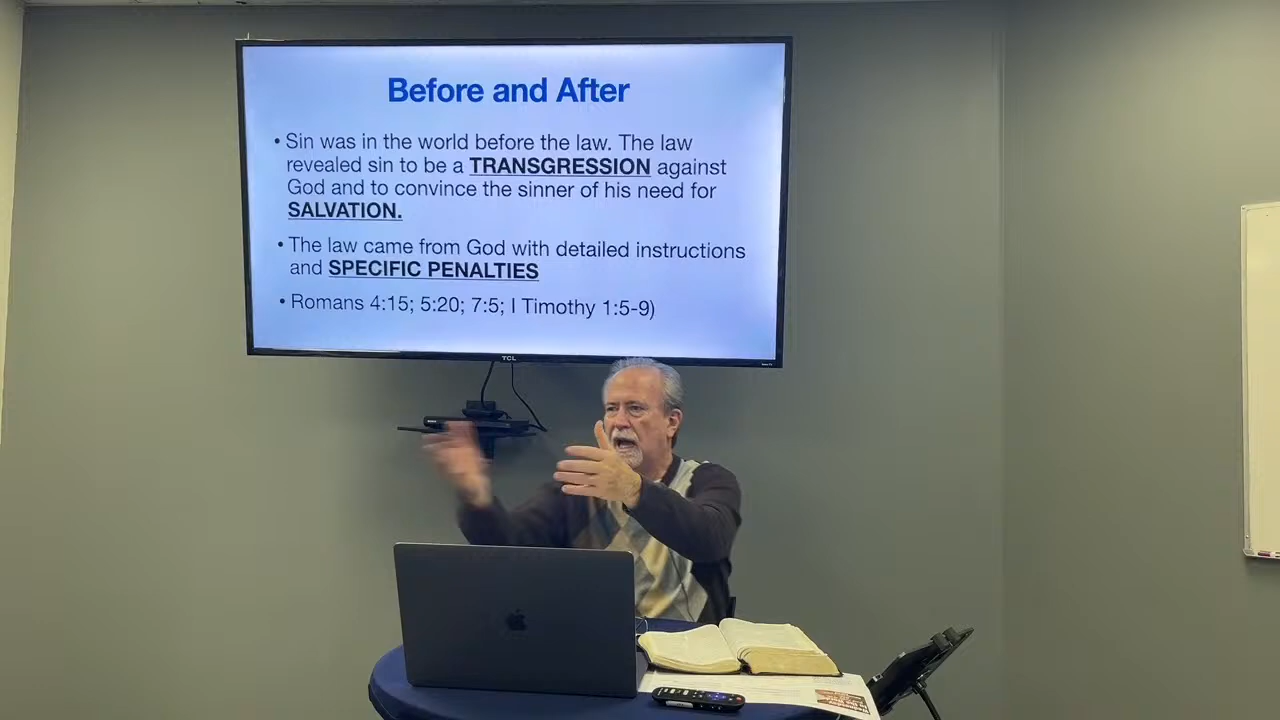 Before and After
• Sin was in the world before the law. The law
revealed sin to be a TRANSGRESSION against
God and to convince the sinner of his need for
SALVATION.
• The law came from God with detailed instructions
and SPECIFIC PENALTIES
• Romans 4:15; 5:20; 7:5; I Timothy 1:5-9)
TCL